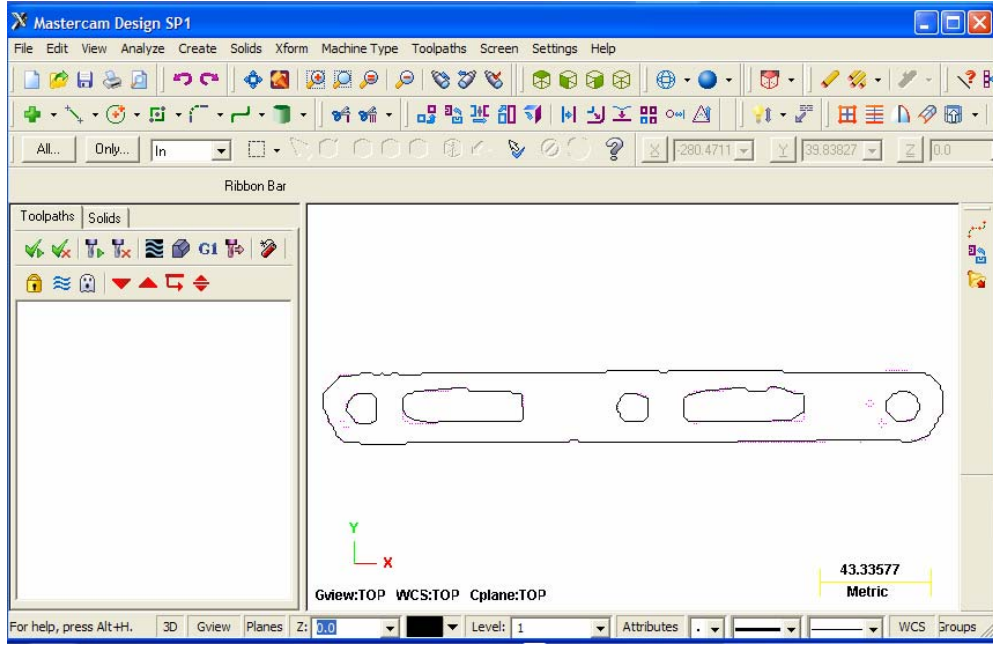 Mastercam Design SP1
File Edit View Analyze Create Solids Xform Machine Type Toolpaths Screen Settings Help
All... Only... In X -280.4711 Y 39.83827 Z 0.0
Ribbon Bar
Toolpaths Solids
G1
Y
X
43.33577
Metric
Gview:TOP WCS:TOP Cplane:TOP
For help, press Alt+H. 3D Gview Planes Z: 0.0 Level: 1 Attributes WCS Groups